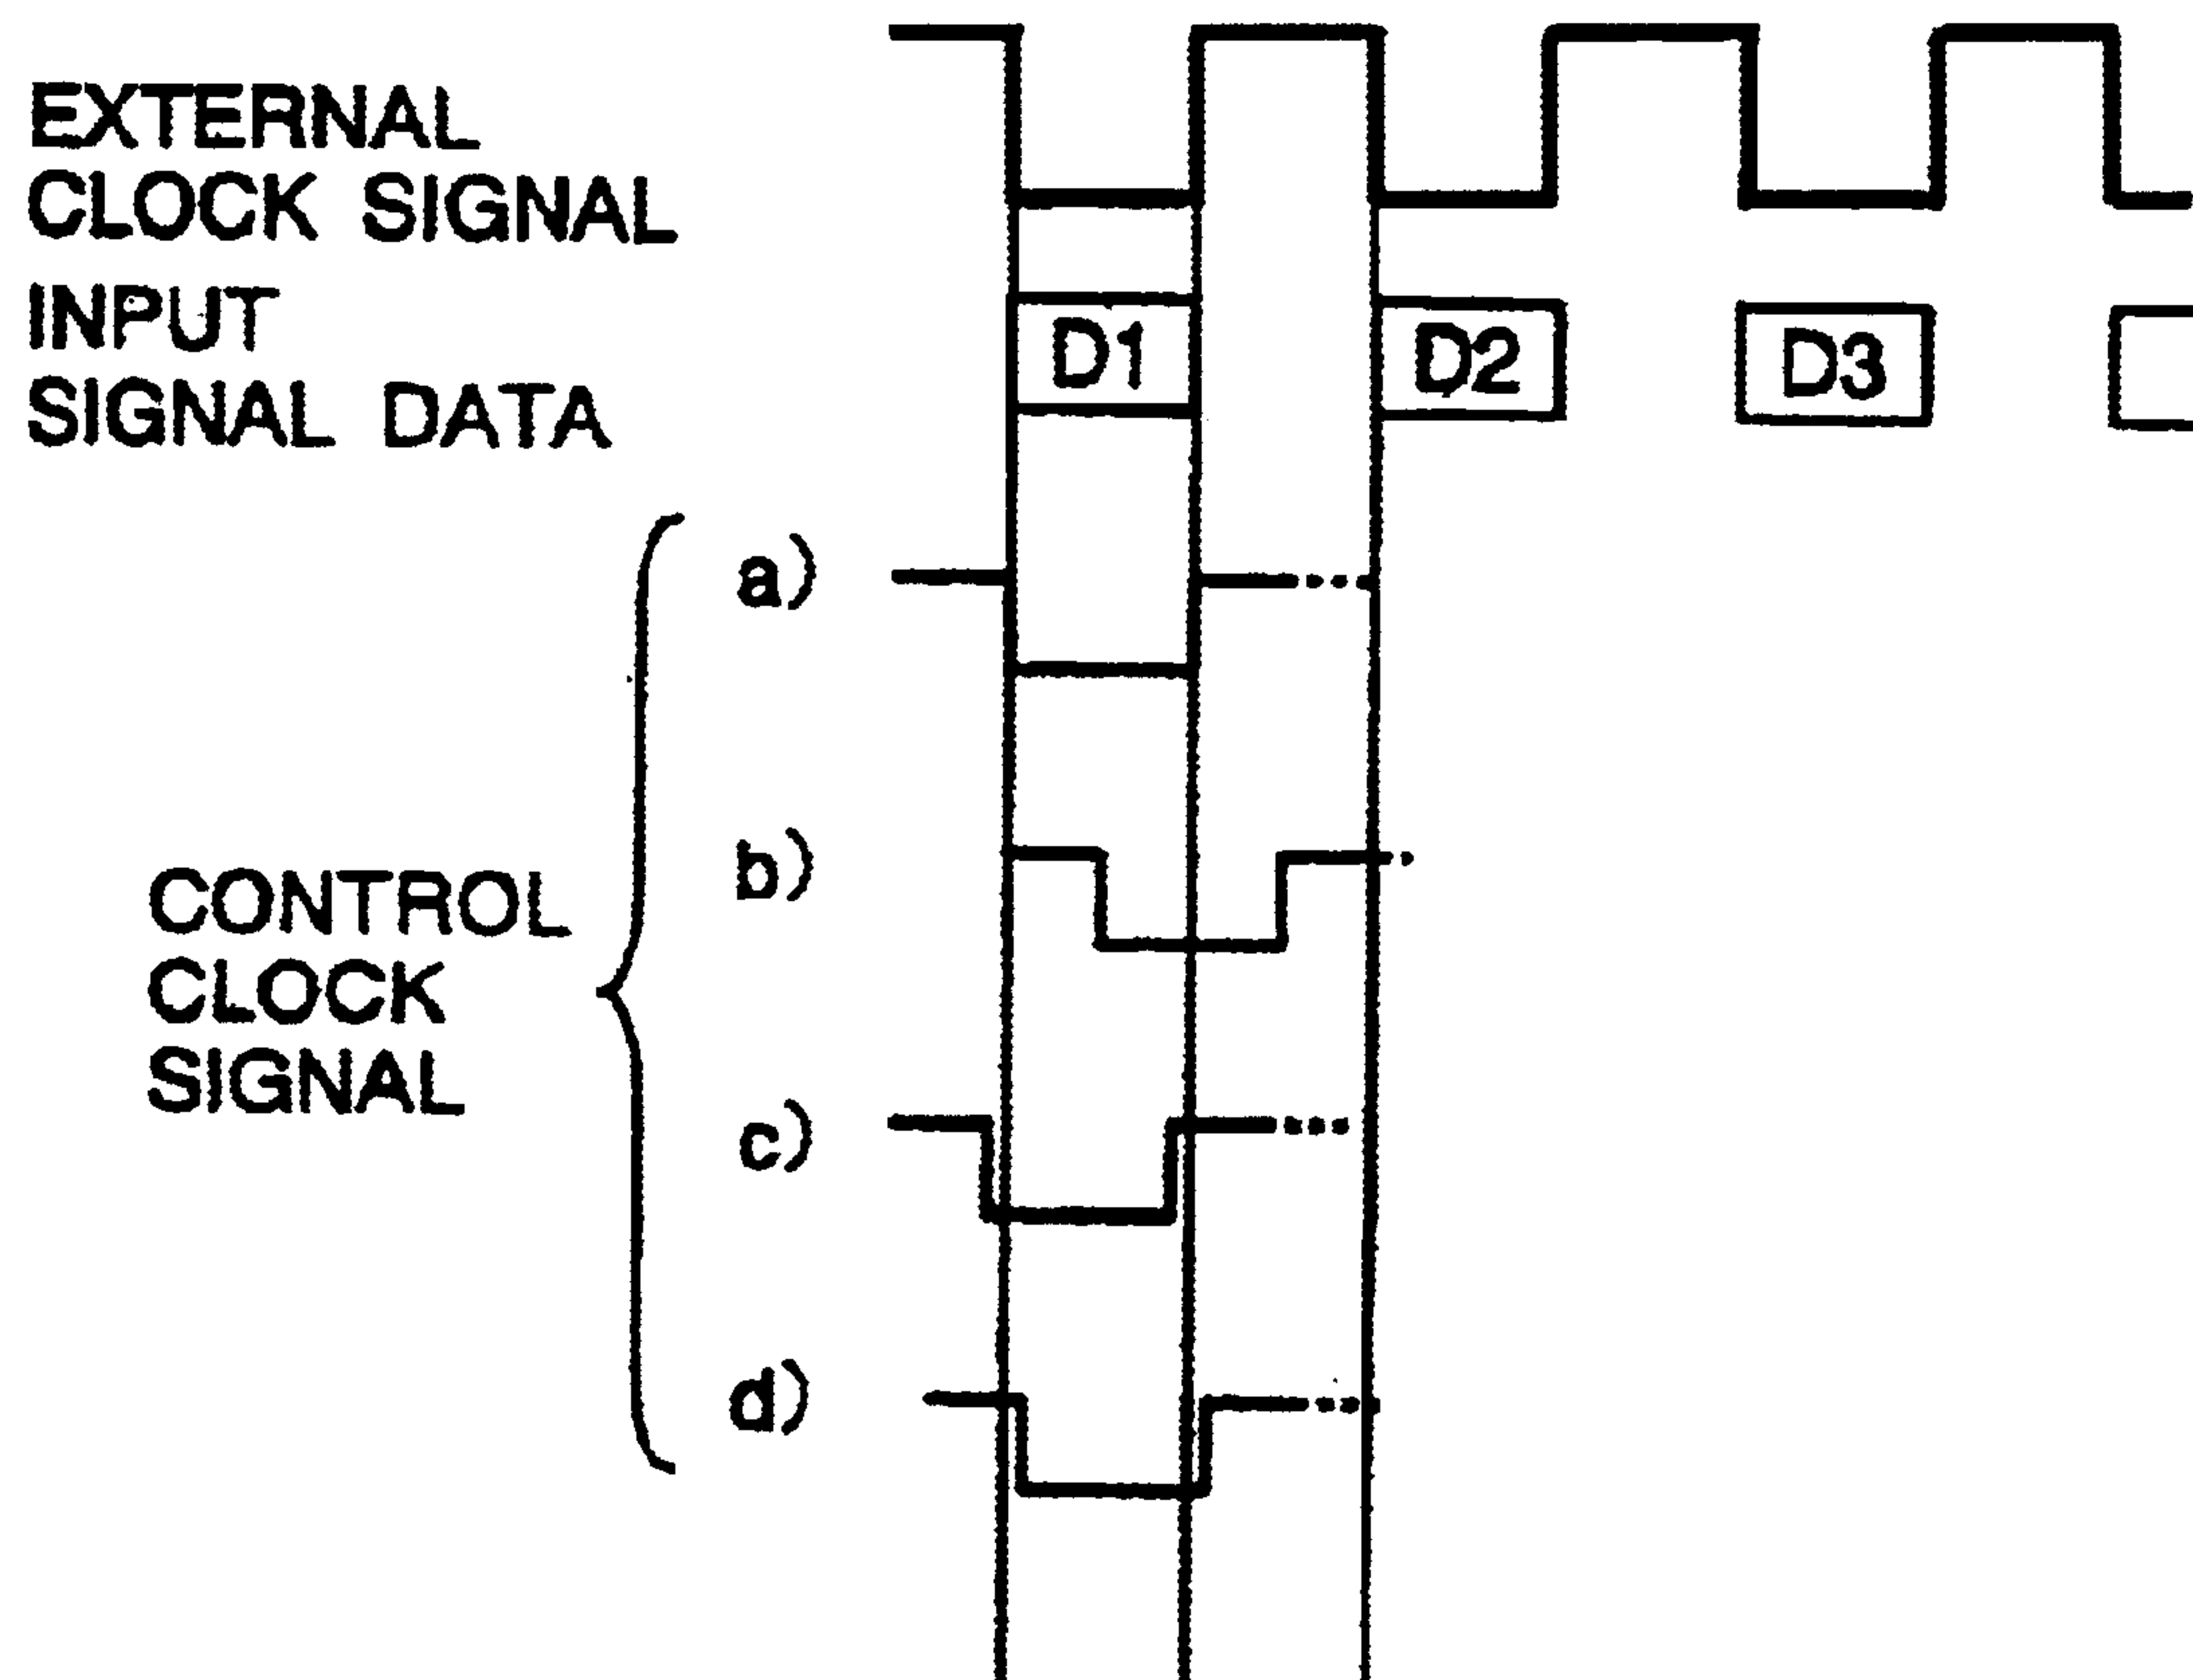 EXTERNAL
CLOCK SIGNAL
INPUT
SIGNAL DATA
D1
D2
D3
a)
b)
CONTROL
CLOCK
SIGNAL
c)
d)